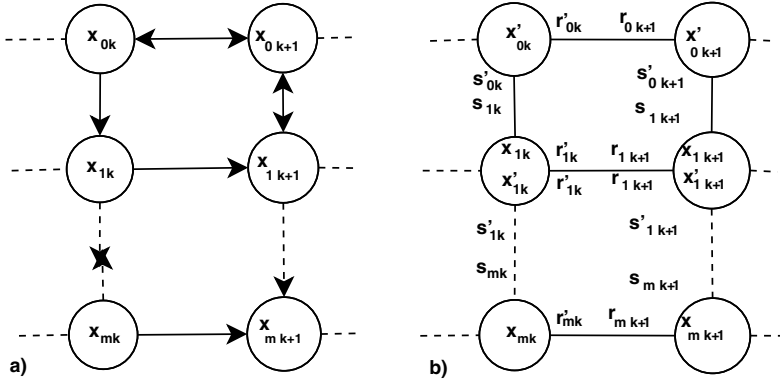 x0k
x0 k+1
x1k
x1 k+1
xmk
xm k+1
a)
x'0k
r'0k
r0 k+1
x'0 k+1
s'0k
s1k
s'0 k+1
s1 k+1
x1k
x'1k
r'1k
r1 k+1
r'1k
r1 k+1
x1 k+1
x'1 k+1
s'1k
smk
s'1 k+1
sm k+1
xmk
r'mk
rm k+1
xm k+1
b)